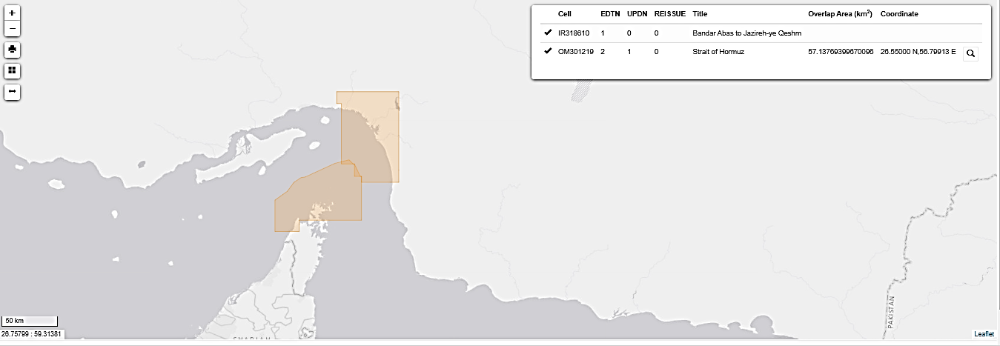 +
Cell EDTN UPDN REISSUE Title Overlap Area (km²) Coordinate
−
IR318610 1 0 0 Bandar Abas to Jazireh-ye Qeshm
OM301219 2 1 0 Strait of Hormuz 57.13769399670096 26.55000 N,56.79913 E
PAKISTAN
50 km
26.75799 : 59.31381
SHARJAH
Leaflet